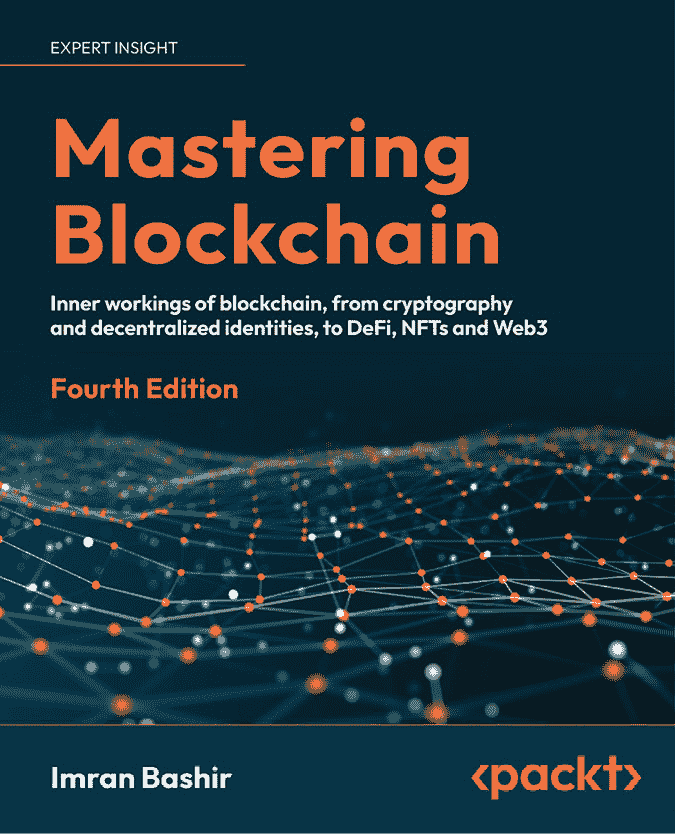 EXPERT INSIGHT
Mastering
Blockchain
Inner workings of blockchain, from cryptography
and decentralized identities, to DeFi, NFTs and Web3
Fourth Edition
Imran Bashir
<packt>